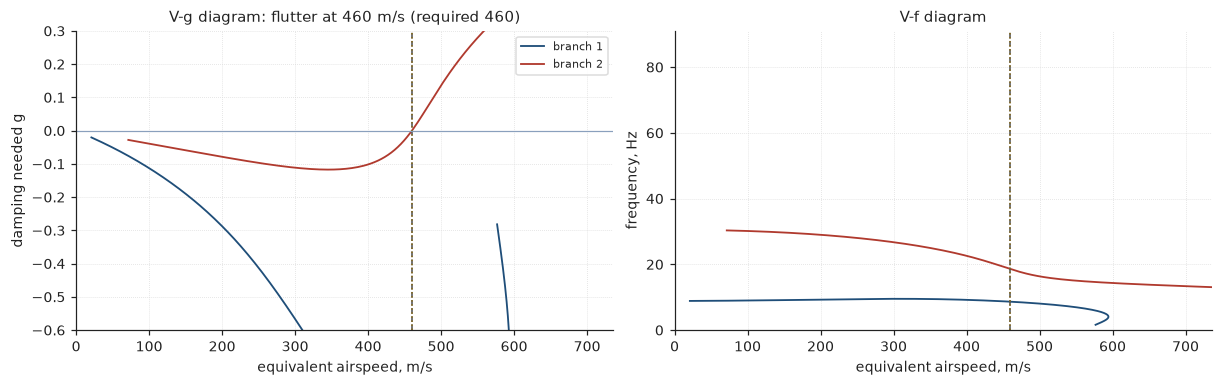 V-g diagram: flutter at 460 m/s (required 460)
0.3
0.2
0.1
0.0
−0.1
−0.2
−0.3
−0.4
−0.5
−0.6
damping needed g
branch 1
branch 2
0 100 200 300 400 500 600 700
equivalent airspeed, m/s
V-f diagram
80
60
40
20
0
frequency, Hz
0 100 200 300 400 500 600 700
equivalent airspeed, m/s